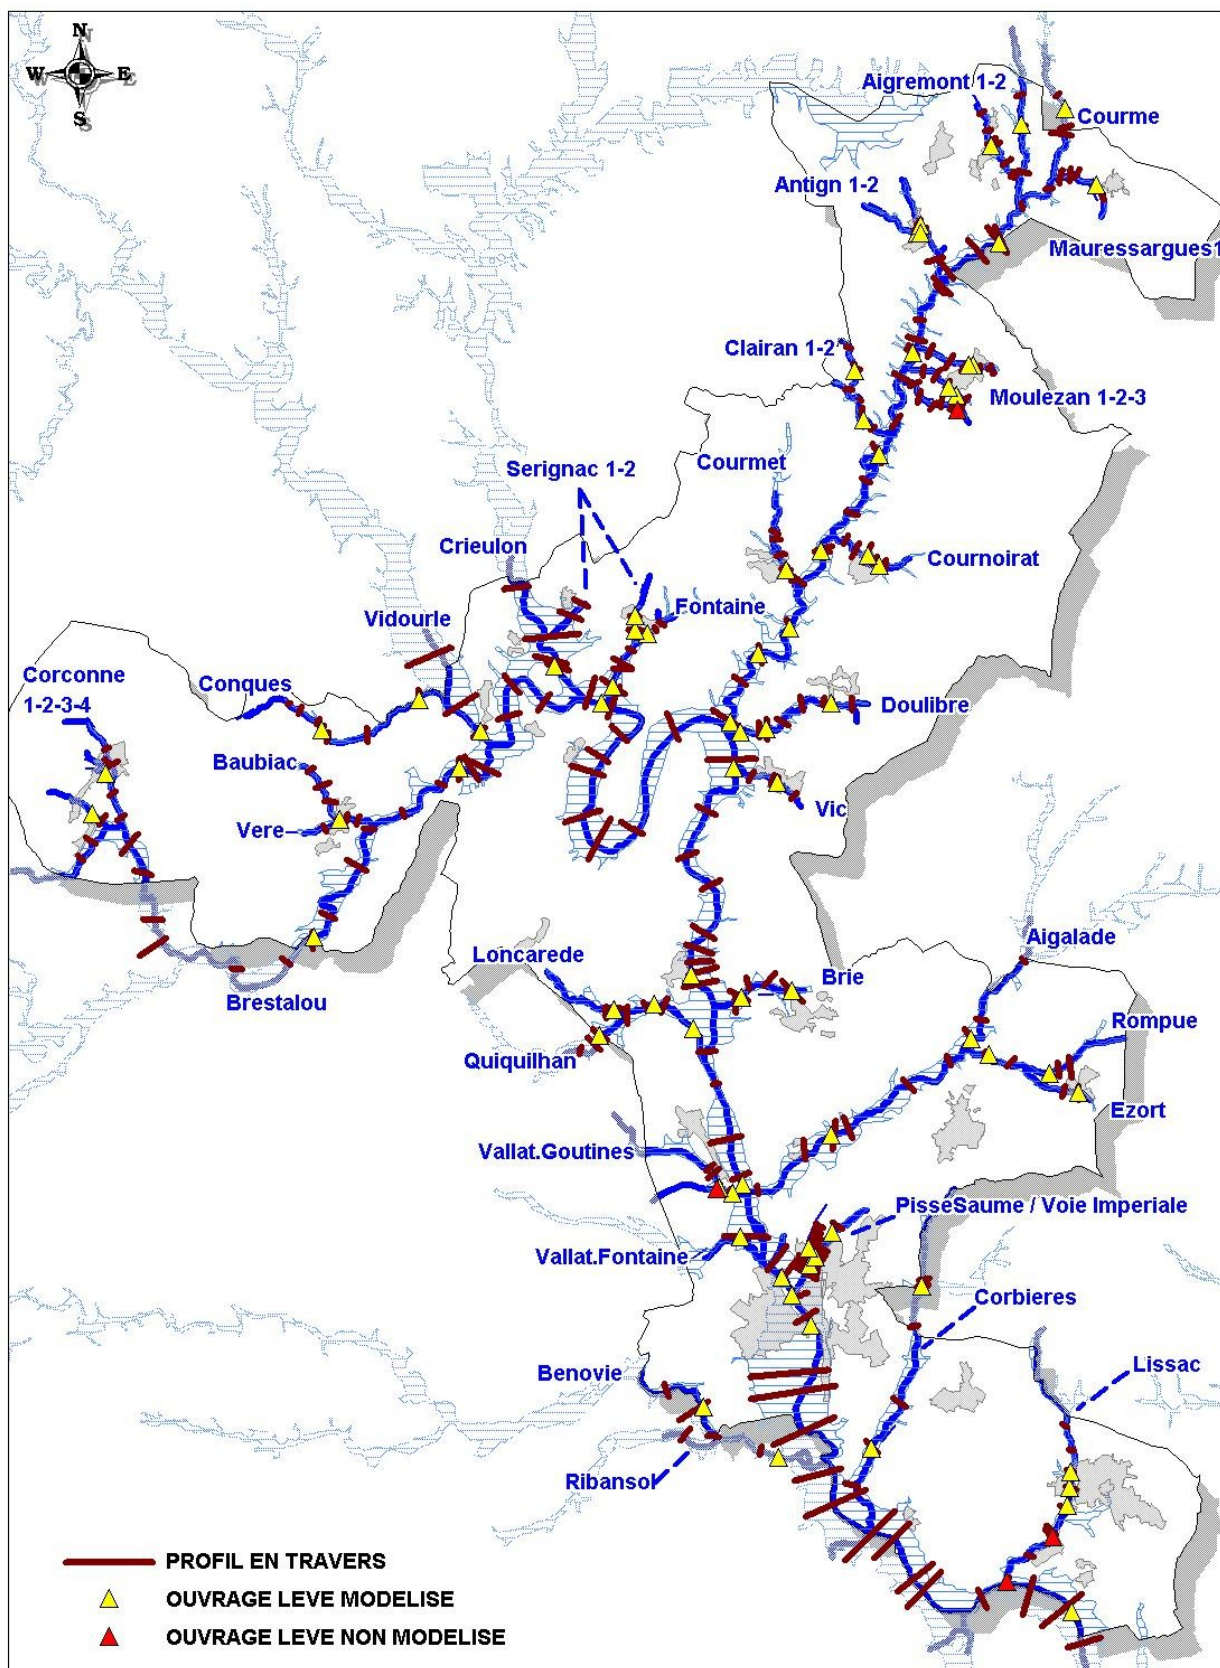 N
W E
S
Aigremont 1-2
Courme
Antign 1-2
Mauressargues1
Clairan 1-2
Moulezan 1-2-3
Courmet
Serignac 1-2
Crieulon
Cournoirat
Fontaine
Vidourle
Corconne
1-2-3-4
Conques
Doulibre
Baubiac
Vic
Vere
Aigalade
Loncarede
Brie
Brestalou
Rompue
Quiquilhan
Ezort
Vallat.Goutines
PisseSaume / Voie Imperiale
Vallat.Fontaine
Corbieres
Benovie
Lissac
Ribansol
PROFIL EN TRAVERS
OUVRAGE LEVE MODELISE
OUVRAGE LEVE NON MODELISE